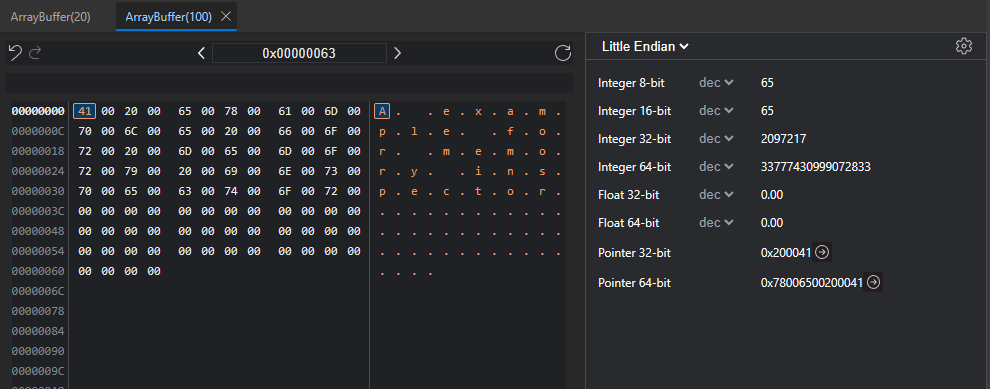 ArrayBuffer(20) ArrayBuffer(100)
0x00000063
Little Endian
00000000 41 00 20 00 65 00 78 00 61 00 6D 00 A . . e . x . a . m .
0000000C 70 00 6C 00 65 00 20 00 66 00 6F 00 p . l . e . . f . o .
00000018 72 00 20 00 6D 00 65 00 6D 00 6F 00 r . . m . e . m . o .
00000024 72 00 79 00 20 00 69 00 6E 00 73 00 r . y . . i . n . s .
00000030 70 00 65 00 63 00 74 00 6F 00 72 00 p . e . c . t . o . r .
0000003C 00 00 00 00 00 00 00 00 00 00 00 00 . . . . . . . . . . . .
00000048 00 00 00 00 00 00 00 00 00 00 00 00 . . . . . . . . . . . .
00000054 00 00 00 00 00 00 00 00 00 00 00 00 . . . . . . . . . . . .
00000060 00 00 00 00 . . . .
0000006C
00000078
00000084
00000090
0000009C
Integer 8-bit dec 65
Integer 16-bit dec 65
Integer 32-bit dec 2097217
Integer 64-bit dec 33777430999072833
Float 32-bit dec 0.00
Float 64-bit dec 0.00
Pointer 32-bit 0x200041
Pointer 64-bit 0x78006500200041